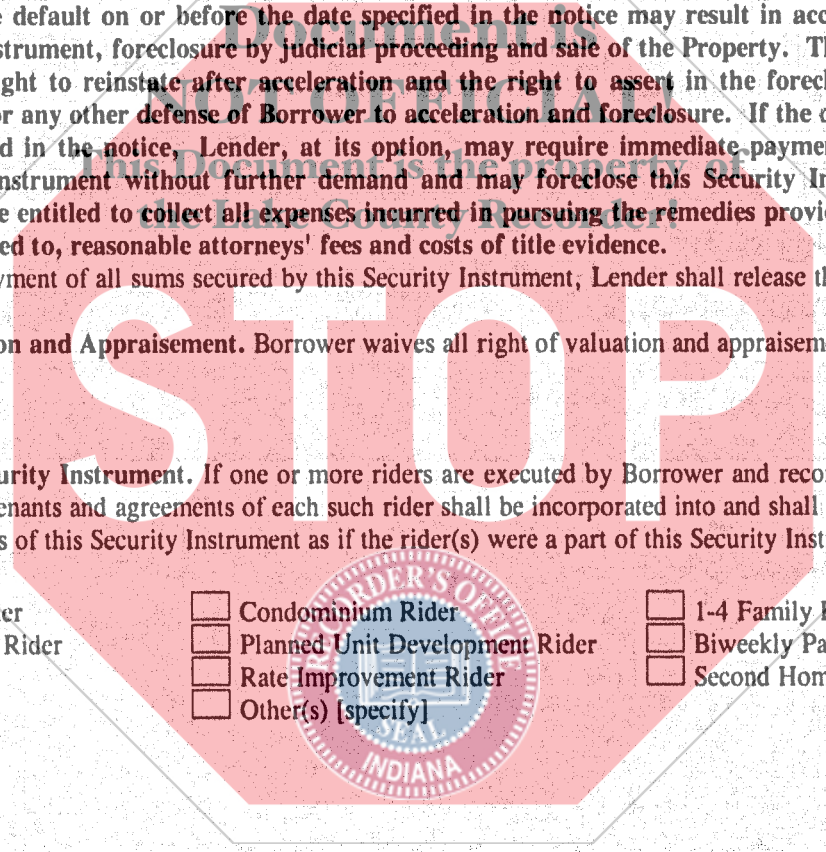 e default on or before the date specified in the notice may result in acc
strument, foreclosure by judicial proceeding and sale of the Property. Th
ght to reinstate after acceleration and the right to assert in the forecl
or any other defense of Borrower to acceleration and foreclosure. If the d
d in the notice, Lender, at its option, may require immediate paymen
nstrument without further demand and may foreclose this Security In
e entitled to collect all expenses incurred in pursuing the remedies provid
ed to, reasonable attorneys' fees and costs of title evidence.
yment of all sums secured by this Security Instrument, Lender shall release th
on and Appraisement. Borrower waives all right of valuation and appraiseme
urity Instrument. If one or more riders are executed by Borrower and recor
enants and agreements of each such rider shall be incorporated into and shall
s of this Security Instrument as if the rider(s) were a part of this Security Inst
er Condominium Rider 1-4 Family R
Rider Planned Unit Development Rider Biweekly Pa
Rate Improvement Rider Second Hom
Other(s) [specify]
Document is
NOT OFFICIAL!
This Document is the property of
the Lake County Recorder!
STOP
RECORDER'S OFFICE
SEAL
INDIANA